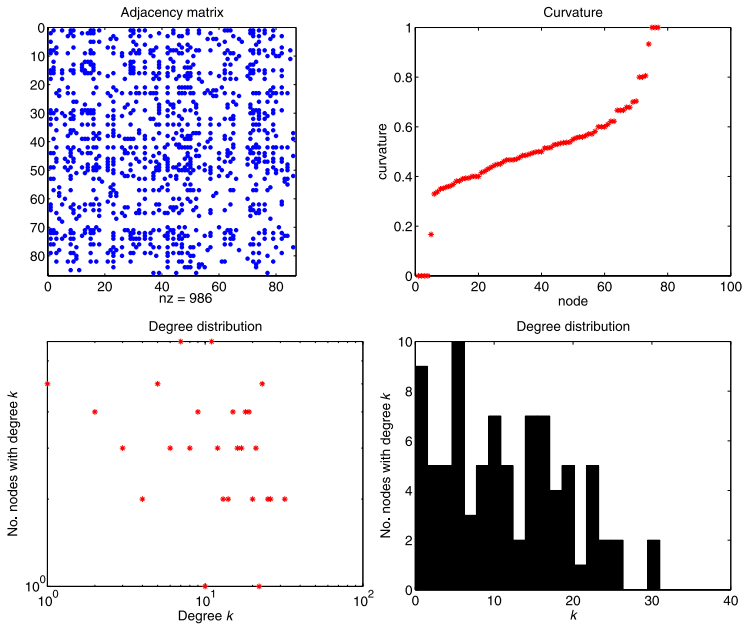 Adjacency matrix
0
10
20
30
40
50
60
70
80
0 20 40 60 80
nz = 986
Curvature
1
0.8
0.6
0.4
0.2
0
0 20 40 60 80 100
curvature
node
Degree distribution
10^0
10^0 10^1 10^2
No. nodes with degree k
Degree k
Degree distribution
10
8
6
4
2
0
0 10 20 30 40
No. nodes with degree k
k